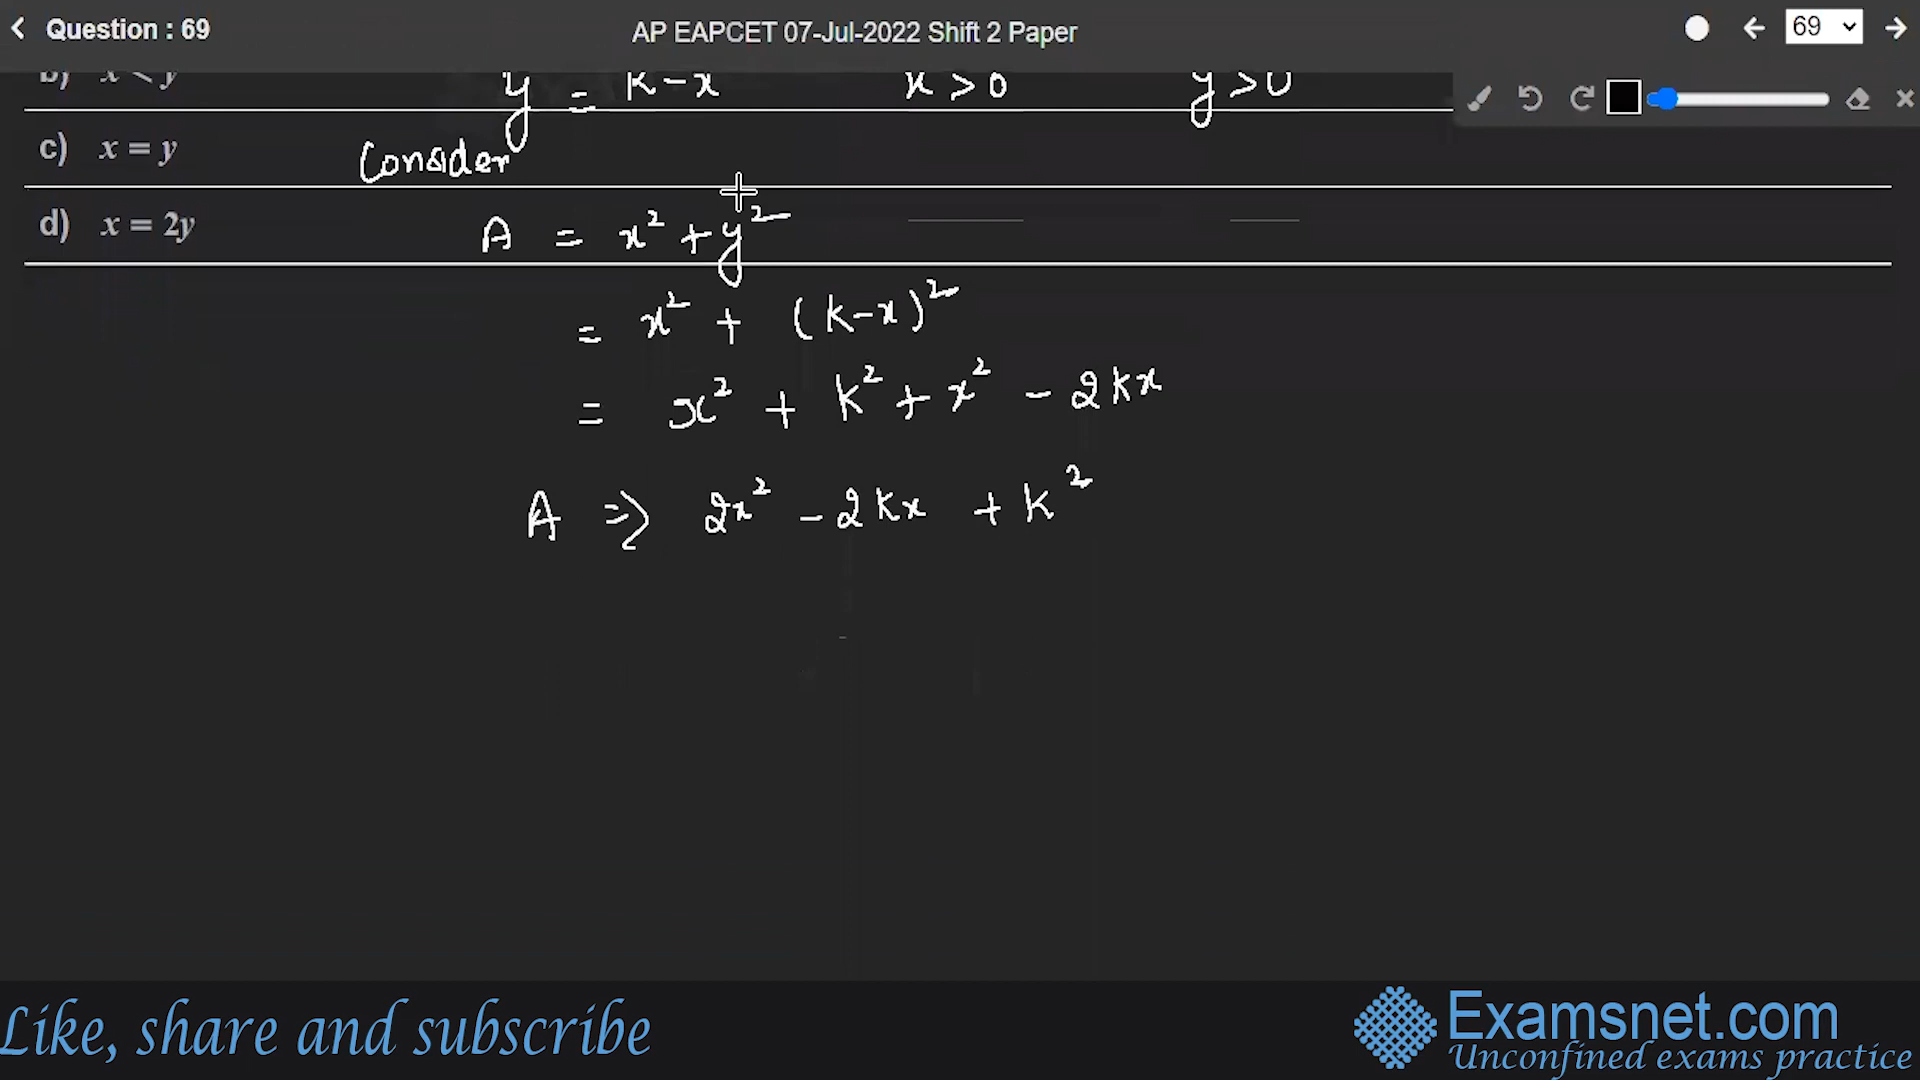 Question : 69
AP EAPCET 07-Jul-2022 Shift 2 Paper
69
b) x < y
y = k-x
x > 0
y > 0
c) x = y
Consider
d) x = 2y
A = x² + y²
= x² + (k-x)²
= x² + k² + x² - 2kx
A ⇒ 2x² - 2kx + k²
Like, share and subscribe
Examsnet.com
Unconfined exams practice